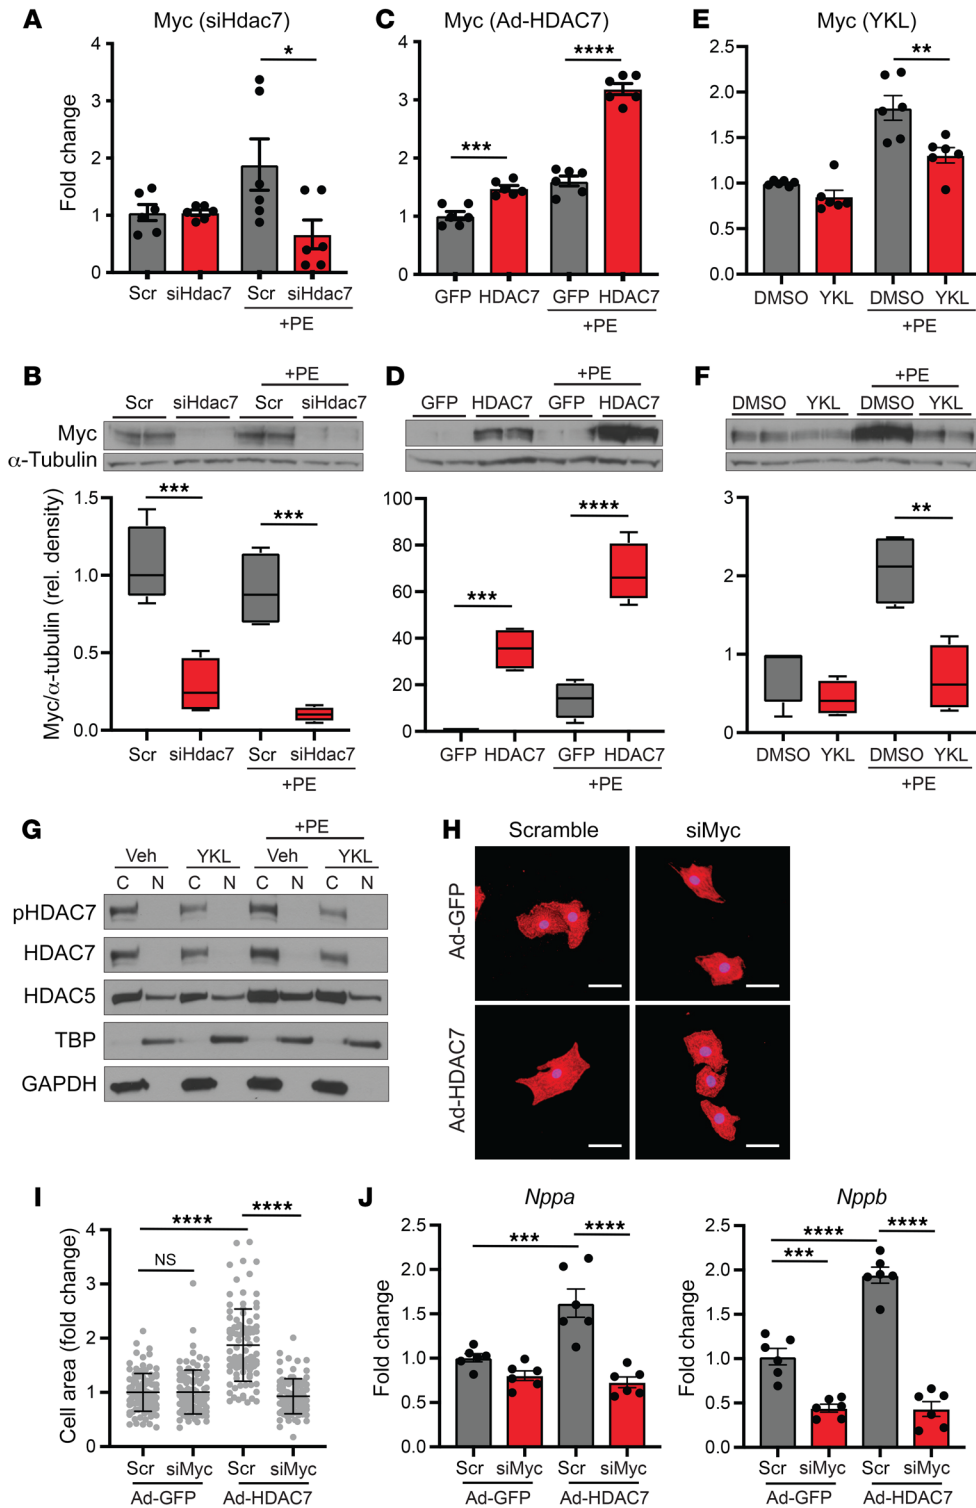 A Myc (siHdac7)
Fold change
4
3
2
1
0
*
Scr siHdac7 Scr siHdac7
+PE
C Myc (Ad-HDAC7)
4
3
2
1
0
*** ****
GFP HDAC7 GFP HDAC7
+PE
E Myc (YKL)
2.5
2.0
1.5
1.0
0.5
0.0
**
DMSO YKL DMSO YKL
+PE
B
+PE
Scr siHdac7 Scr siHdac7
Myc
α-Tubulin
Myc/α-tubulin (rel. density)
1.5
1.0
0.5
0.0
*** ***
Scr siHdac7 Scr siHdac7
+PE
D
+PE
GFP HDAC7 GFP HDAC7
100
80
60
40
20
0
*** ****
GFP HDAC7 GFP HDAC7
+PE
F
+PE
DMSO YKL DMSO YKL
3
2
1
0
**
DMSO YKL DMSO YKL
+PE
G
+PE
Veh YKL Veh YKL
C N C N C N C N
pHDAC7
HDAC7
HDAC5
TBP
GAPDH
H Scramble siMyc
Ad-GFP
Ad-HDAC7
I
Cell area (fold change)
4
3
2
1
0
**** ****
NS
Scr siMyc Scr siMyc
Ad-GFP Ad-HDAC7
J Nppa
Fold change
2.5
2.0
1.5
1.0
0.5
0.0
*** ****
Scr siMyc Scr siMyc
Ad-GFP Ad-HDAC7
Nppb
Fold change
2.5
2.0
1.5
1.0
0.5
0.0
**** ****
***
Scr siMyc Scr siMyc
Ad-GFP Ad-HDAC7